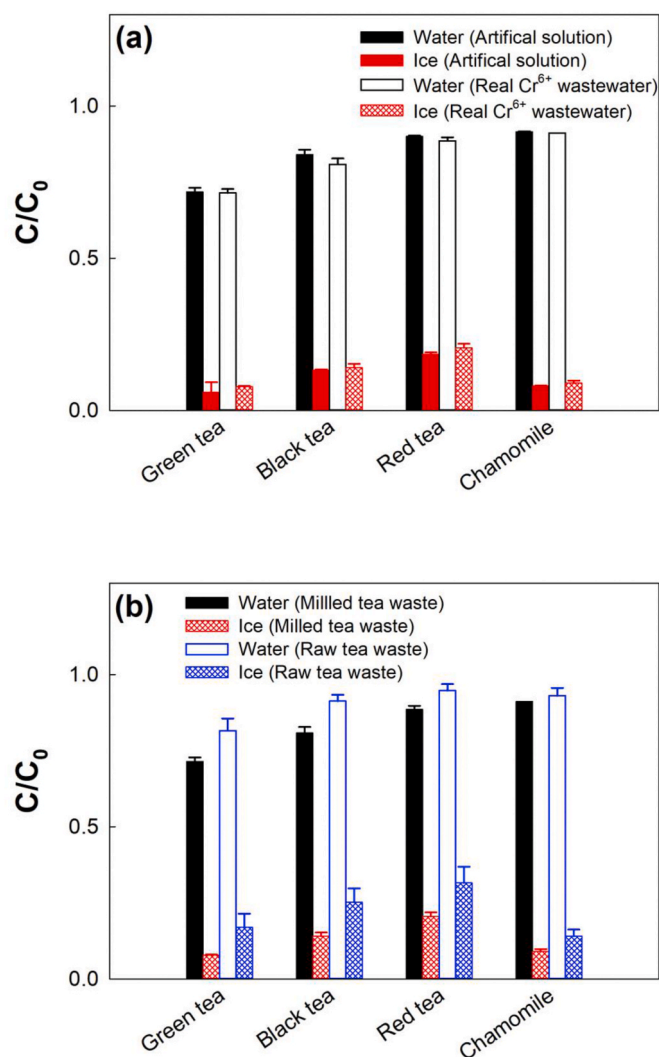 (a)
Water (Artifical solution)
Ice (Artifical solution)
Water (Real Cr⁶⁺ wastewater)
Ice (Real Cr⁶⁺ wastewater)
1.0
0.5
0.0
C/C₀
Green tea
Black tea
Red tea
Chamomile
(b)
Water (Millled tea waste)
Ice (Milled tea waste)
Water (Raw tea waste)
Ice (Raw tea waste)
1.0
0.5
0.0
C/C₀
Green tea
Black tea
Red tea
Chamomile